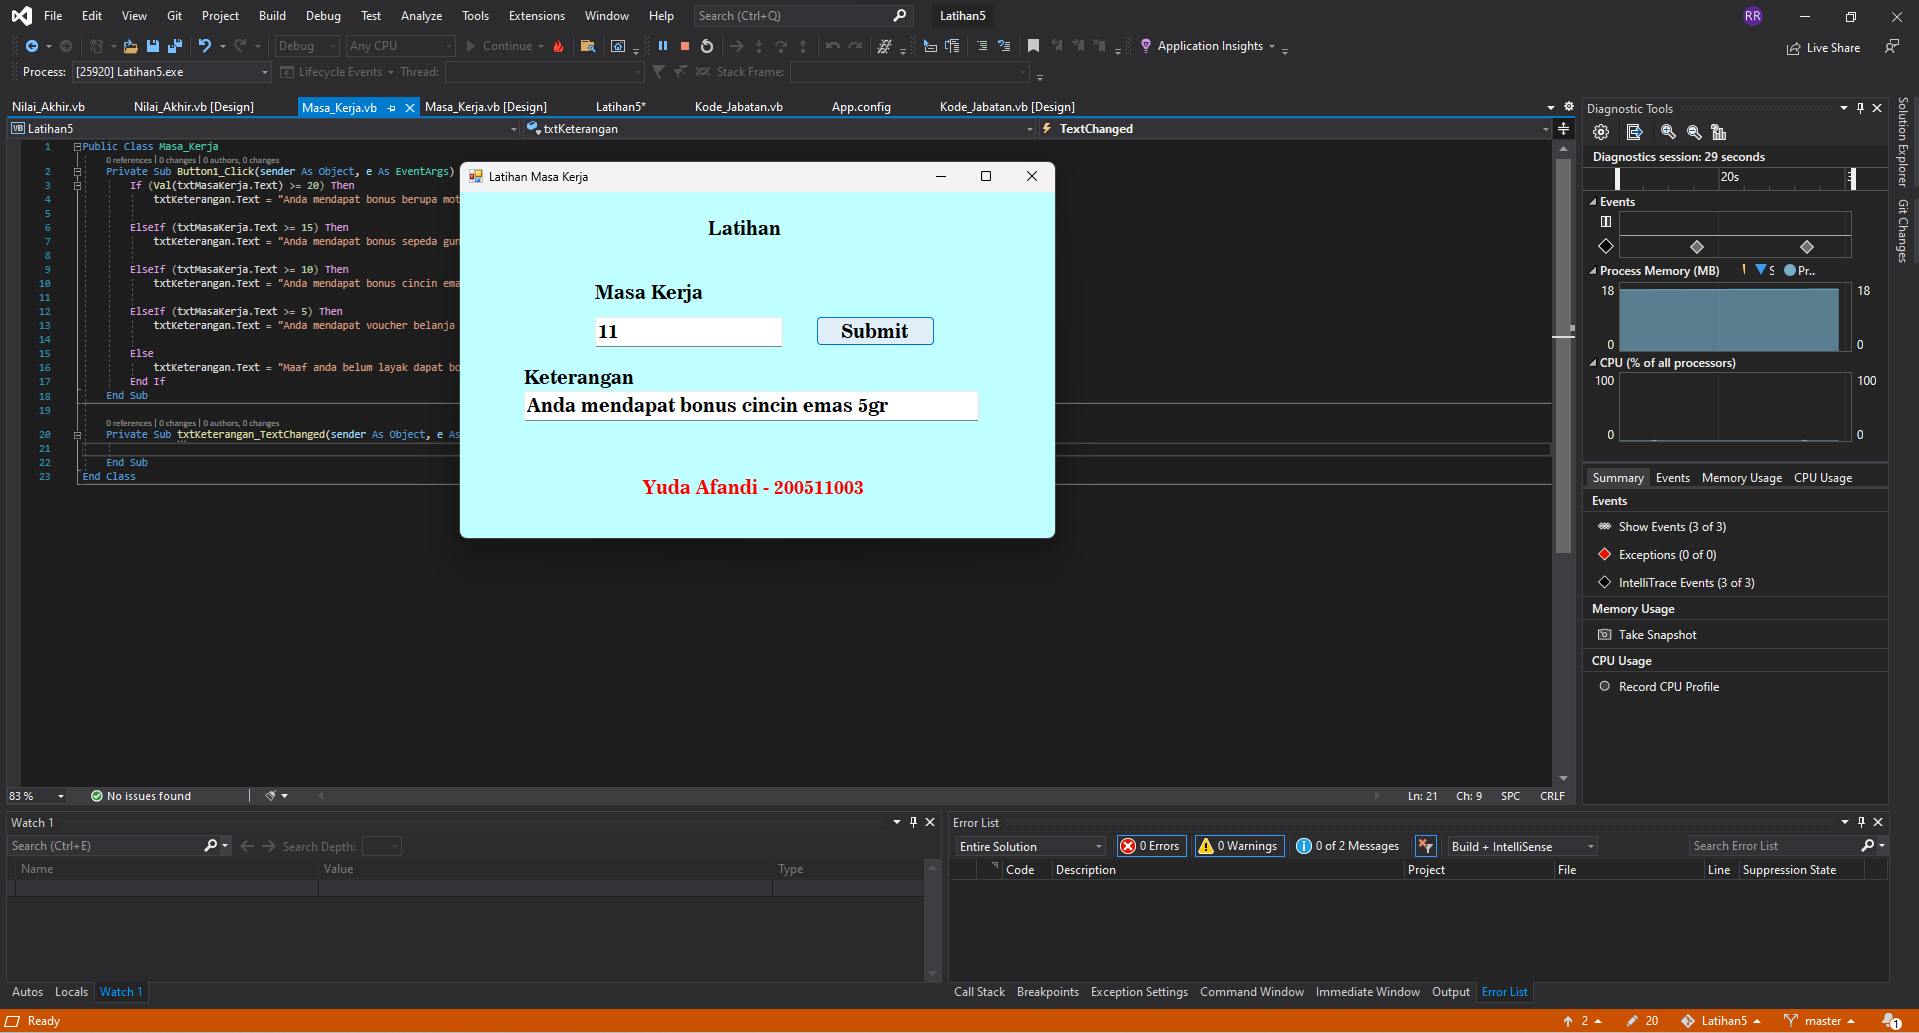 File Edit View Git Project Build Debug Test Analyze Tools Extensions Window Help Search (Ctrl+Q) Latihan5 RR
Debug Any CPU Continue Application Insights Live Share
Process: [25920] Latihan5.exe Lifecycle Events Thread: Stack Frame:
Nilai_Akhir.vb Nilai_Akhir.vb [Design] Masa_Kerja.vb Masa_Kerja.vb [Design] Latihan5* Kode_Jabatan.vb App.config Kode_Jabatan.vb [Design]
VB Latihan5 txtKeterangan TextChanged
1 Public Class Masa_Kerja
0 references | 0 changes | 0 authors, 0 changes
2 Private Sub Button1_Click(sender As Object, e As EventArgs)
3 If (Val(txtMasaKerja.Text) >= 20) Then
4 txtKeterangan.Text = "Anda mendapat bonus berupa mot
5
6 ElseIf (txtMasaKerja.Text >= 15) Then
7 txtKeterangan.Text = "Anda mendapat bonus sepeda gun
8
9 ElseIf (txtMasaKerja.Text >= 10) Then
10 txtKeterangan.Text = "Anda mendapat bonus cincin ema
11
12 ElseIf (txtMasaKerja.Text >= 5) Then
13 txtKeterangan.Text = "Anda mendapat voucher belanja
14
15 Else
16 txtKeterangan.Text = "Maaf anda belum layak dapat bo
17 End If
18 End Sub
19
0 references | 0 changes | 0 authors, 0 changes
20 Private Sub txtKeterangan_TextChanged(sender As Object, e As
21
22 End Sub
23 End Class
Latihan Masa Kerja
Latihan
Masa Kerja
11 Submit
Keterangan
Anda mendapat bonus cincin emas 5gr
Yuda Afandi - 200511003
83 % No issues found Ln: 21 Ch: 9 SPC CRLF
Diagnostic Tools
Diagnostics session: 29 seconds
20s
Events
Process Memory (MB) S Pr...
18 18
0 0
CPU (% of all processors)
100 100
0 0
Summary Events Memory Usage CPU Usage
Events
Show Events (3 of 3)
Exceptions (0 of 0)
IntelliTrace Events (3 of 3)
Memory Usage
Take Snapshot
CPU Usage
Record CPU Profile
Solution Explorer
Git Changes
Watch 1
Search (Ctrl+E) Search Depth:
Name Value Type
Autos Locals Watch 1
Error List
Entire Solution 0 Errors 0 Warnings 0 of 2 Messages Build + IntelliSense Search Error List
Code Description Project File Line Suppression State
Call Stack Breakpoints Exception Settings Command Window Immediate Window Output Error List
Ready 2 20 Latihan5 master 1